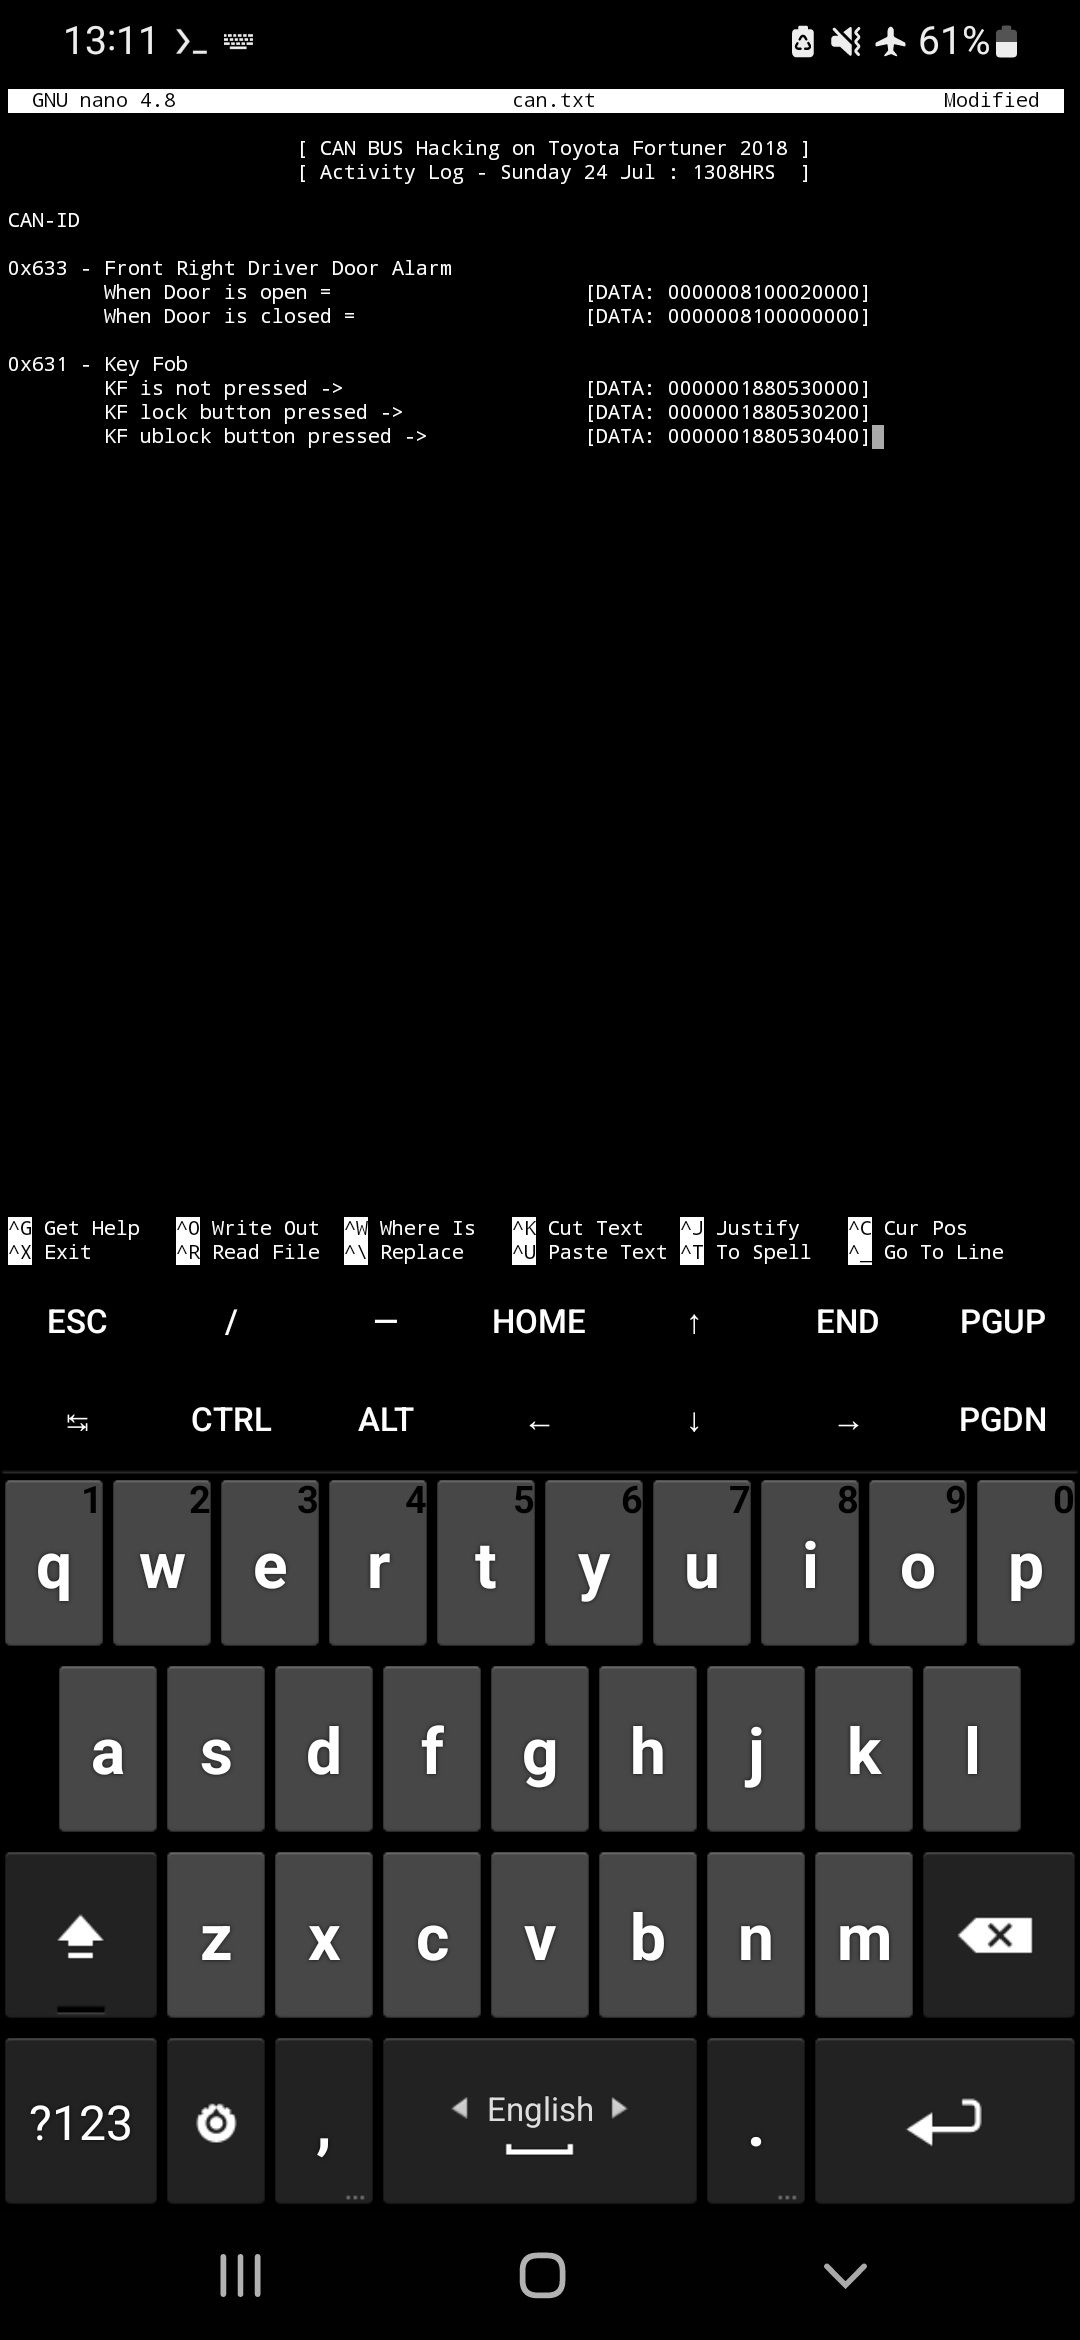 13:11 61%
GNU nano 4.8 can.txt Modified
[ CAN BUS Hacking on Toyota Fortuner 2018 ]
[ Activity Log - Sunday 24 Jul : 1308HRS ]
CAN-ID
0x633 - Front Right Driver Door Alarm
When Door is open = [DATA: 0000008100020000]
When Door is closed = [DATA: 0000008100000000]
0x631 - Key Fob
KF is not pressed -> [DATA: 0000001880530000]
KF lock button pressed -> [DATA: 0000001880530200]
KF ublock button pressed -> [DATA: 0000001880530400]
^G Get Help ^O Write Out ^W Where Is ^K Cut Text ^J Justify ^C Cur Pos
^X Exit ^R Read File ^\ Replace ^U Paste Text ^T To Spell ^_ Go To Line
ESC / — HOME ↑ END PGUP
↹ CTRL ALT ← ↓ → PGDN
1 2 3 4 5 6 7 8 9 0
q w e r t y u i o p
a s d f g h j k l
z x c v b n m
?123 , English .